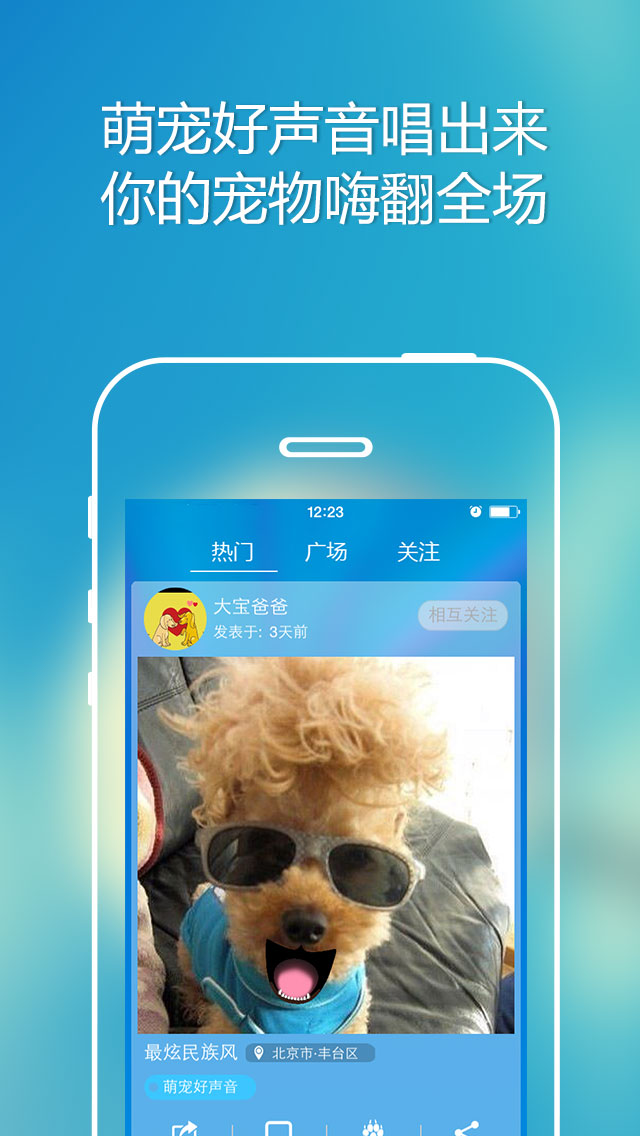 萌宠好声音唱出来
你的宠物嗨翻全场
12:23
热门 广场 关注
大宝爸爸
发表于: 3天前
相互关注
最炫民族风
北京市·丰台区
萌宠好声音